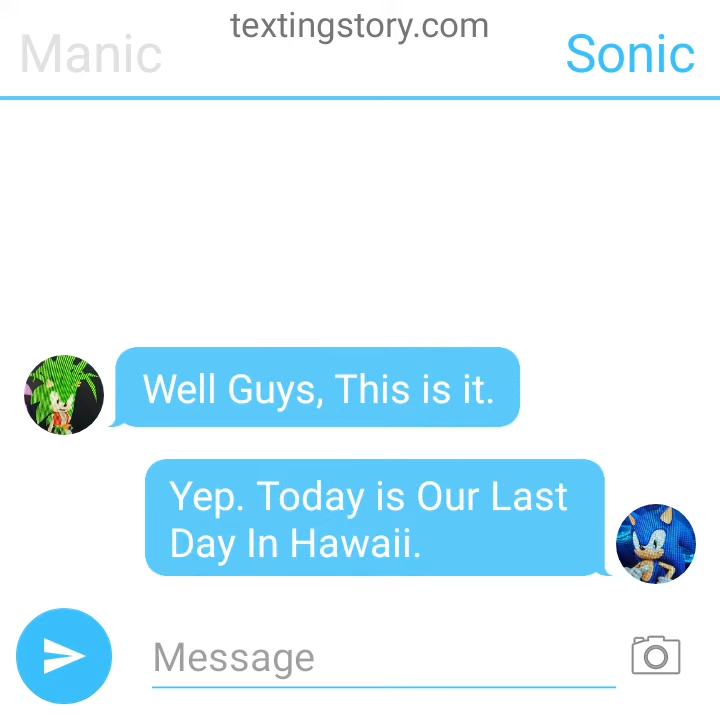 textingstory.com
Manic
Sonic
Well Guys, This is it.
Yep. Today is Our Last
Day In Hawaii.
Message